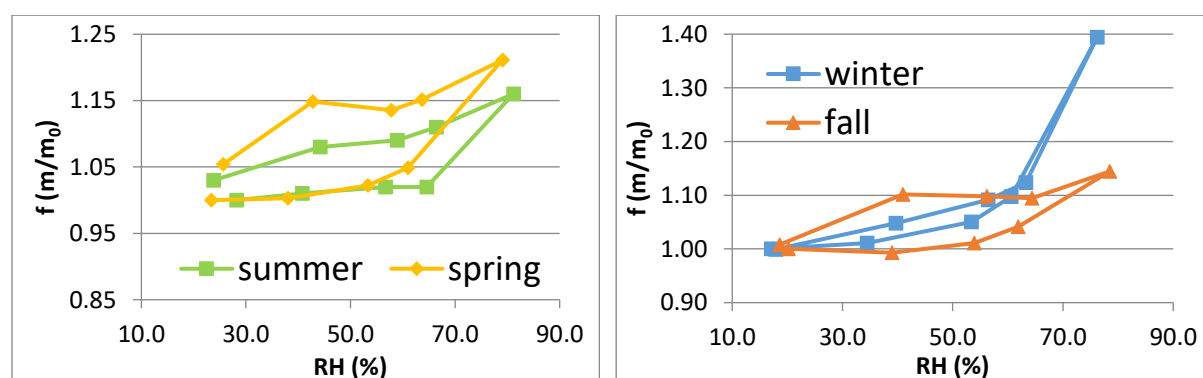 1.25
1.15
1.05
0.95
0.85
f (m/m0)
summer
spring
10.0 30.0 50.0 70.0 90.0
RH (%)
1.40
1.30
1.20
1.10
1.00
0.90
f (m/m0)
winter
fall
10.0 30.0 50.0 70.0 90.0
RH (%)